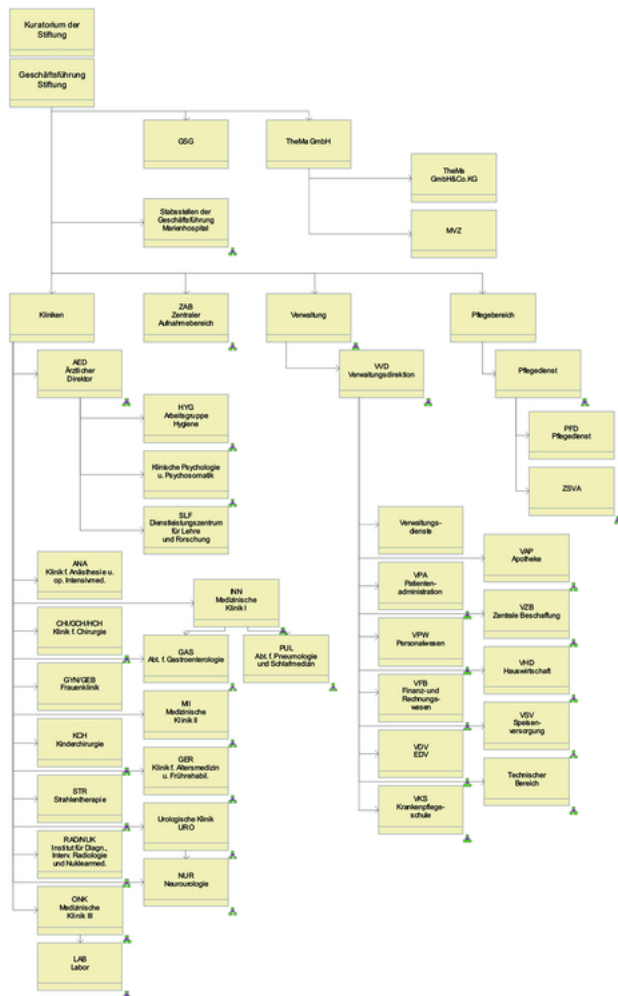 Kuratorium der
Stiftung
Geschäftsführung
Stiftung
GSG
TheMa GmbH
TheMa
GmbH&Co.KG
Stabsstellen der
Geschäftsführung
Marienhospital
MVZ
Kliniken
ZAB
Zentraler
Aufnahmebereich
Verwaltung
Pflegebereich
AED
Ärztlicher
Direktor
VVD
Verwaltungsdirektion
Pflegedienst
HYG
Arbeitsgruppe
Hygiene
PFD
Pflegedienst
Klinische Psychologie
u. Psychosomatik
ZSVA
SLF
Dienstleistungszentrum
für Lehre
und Forschung
Verwaltungs-
dienste
ANA
Klinik f. Anästhesie u.
op. Intensivmed.
VAP
Apotheke
INN
Medizinische
Klinik I
VPA
Patienten-
administration
CHI/GCH/HCH
Klinik f. Chirurgie
VZB
Zentrale Beschaffung
GAS
Abt. f. Gastroenterologie
PUL
Abt. f. Pneumologie
und Schlafmedizin
VPW
Personalwesen
GYN/GEB
Frauenklinik
VHD
Hauswirtschaft
MII
Medizinische
Klinik II
VFB
Finanz- und
Rechnungs-
wesen
KCH
Kinderchirurgie
VSV
Speisen-
versorgung
GER
Klinik f. Altersmedizin
u. Frührehabil.
VDV
EDV
STR
Strahlentherapie
Technischer
Bereich
Urologische Klinik
URO
VKS
Krankenpflege-
schule
RAD/NUK
Institut für Diagn.,
Interv. Radiologie
und Nuklearmed.
NUR
Neurourologie
ONK
Medizinische
Klinik III
LAB
Labor